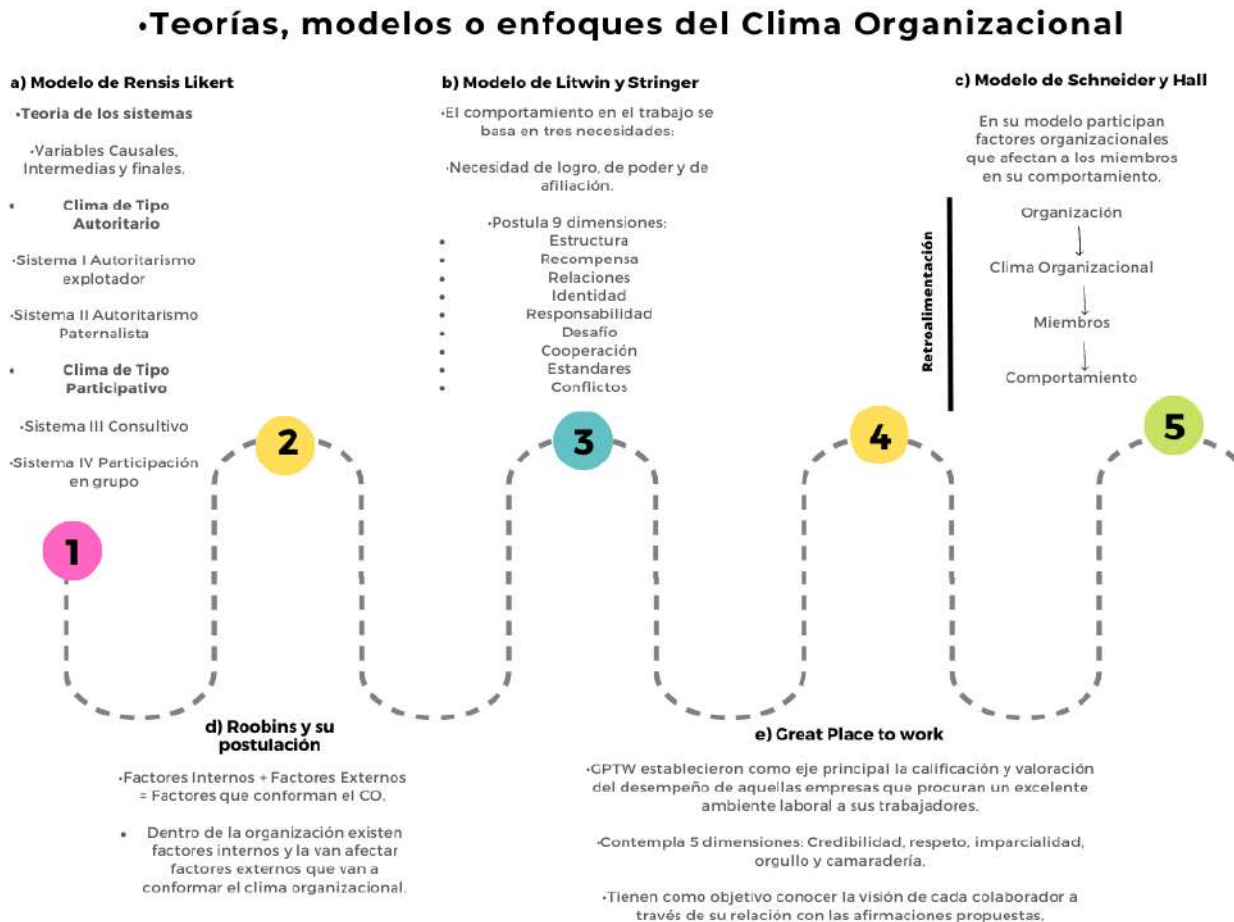 •Teorías, modelos o enfoques del Clima Organizacional
a) Modelo de Rensis Likert
•Teoria de los sistemas
•Variables Causales,
Intermedias y finales.
• Clima de Tipo
Autoritario
•Sistema I Autoritarismo
explotador
•Sistema II Autoritarismo
Paternalista
• Clima de Tipo
Participativo
•Sistema III Consultivo
•Sistema IV Participación
en grupo
b) Modelo de Litwin y Stringer
•El comportamiento en el trabajo se
basa en tres necesidades:
•Necesidad de logro, de poder y de
afiliación.
•Postula 9 dimensiones:
• Estructura
• Recompensa
• Relaciones
• Identidad
• Responsabilidad
• Desafío
• Cooperación
• Estandares
• Conflictos
c) Modelo de Schneider y Hall
En su modelo participan
factores organizacionales
que afectan a los miembros
en su comportamiento.
Retroalimentación
Organización
Clima Organizacional
Miembros
Comportamiento
1
2
3
4
5
d) Roobins y su
postulación
•Factores Internos + Factores Externos
= Factores que conforman el CO.
• Dentro de la organización existen
factores internos y la van afectar
factores externos que van a
conformar el clima organizacional.
e) Great Place to work
•GPTW establecieron como eje principal la calificación y valoración
del desempeño de aquellas empresas que procuran un excelente
ambiente laboral a sus trabajadores.
•Contempla 5 dimensiones: Credibilidad, respeto, imparcialidad,
orgullo y camaradería.
•Tienen como objetivo conocer la visión de cada colaborador a
través de su relación con las afirmaciones propuestas,